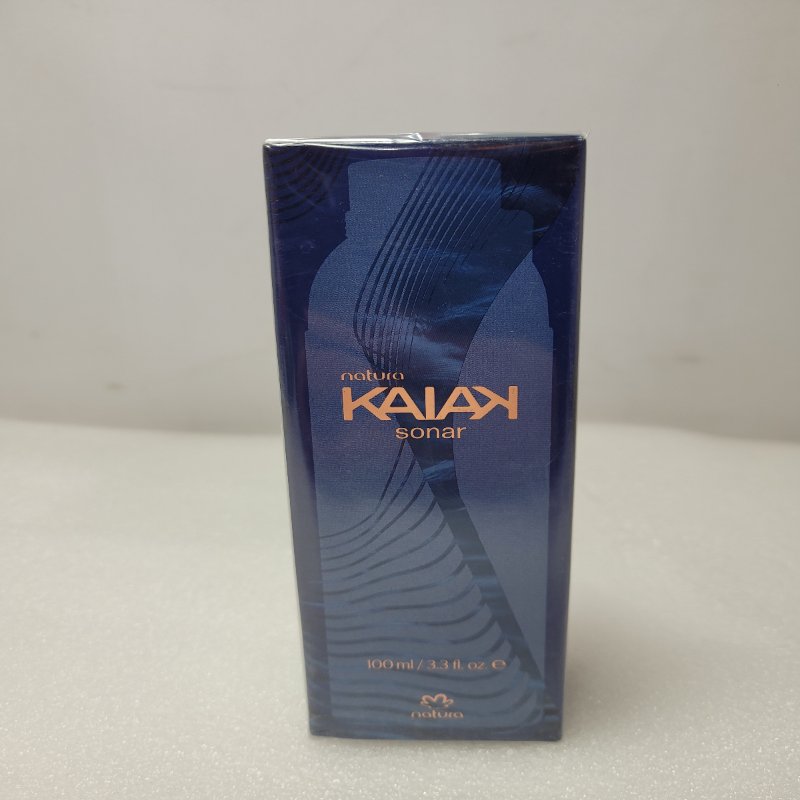 natura
KAIAK
sonar
100 ml / 3.3 fl. oz. ℮
natura